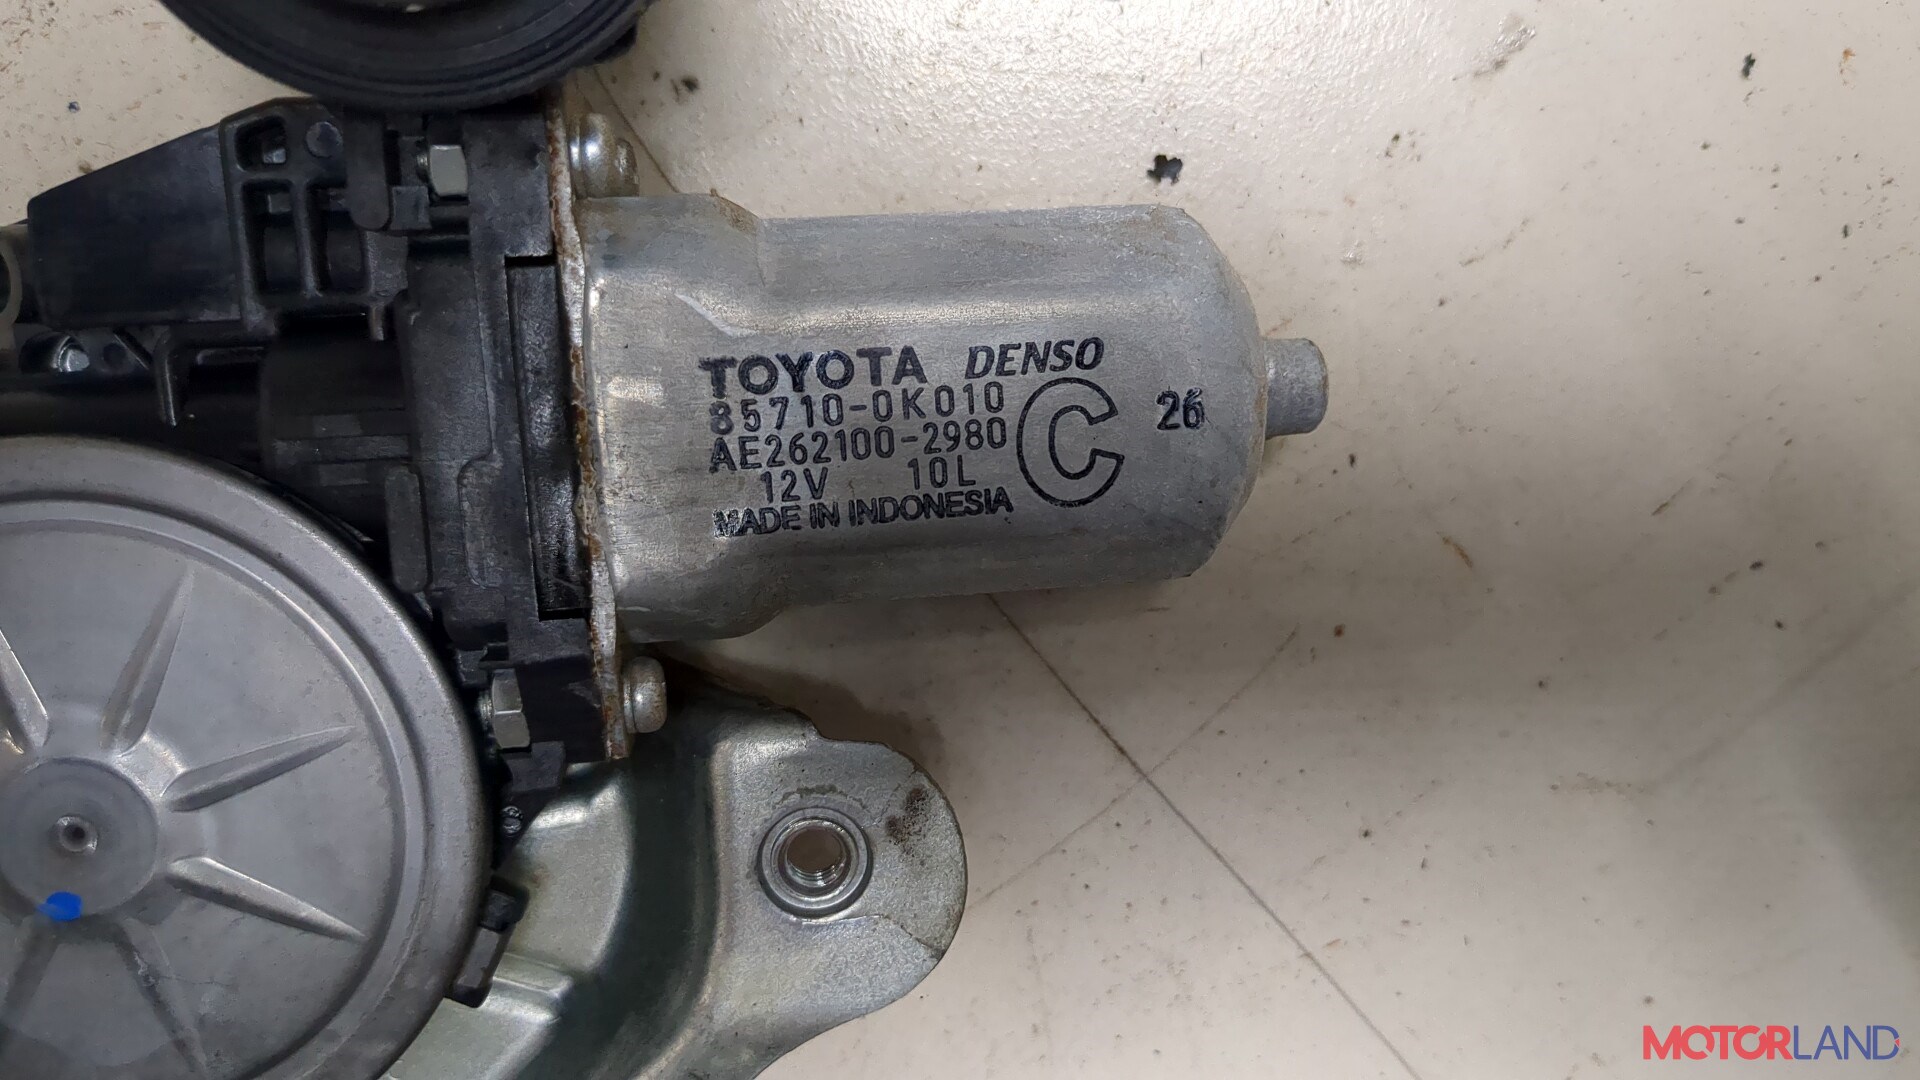 TOYOTA DENSO
85710-0K010
AE262100-2980
12V 10L
MADE IN INDONESIA
C
26
MOTORLAND